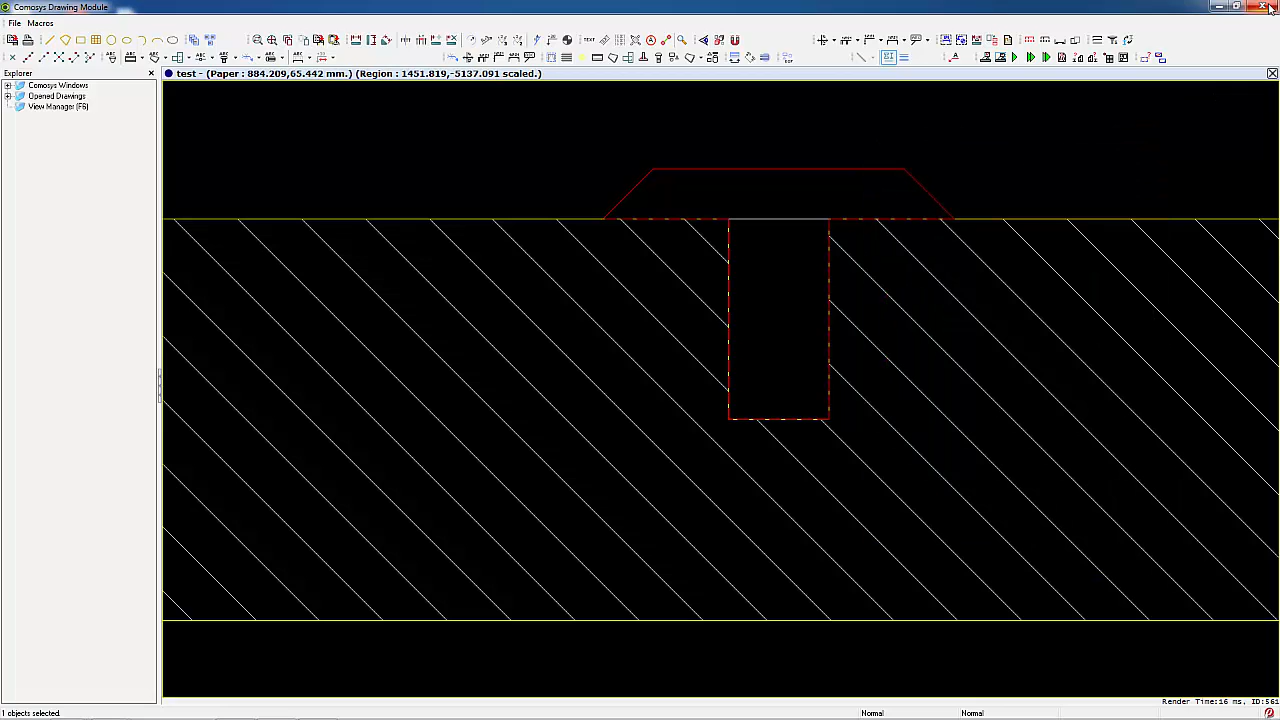 Comosys Drawing Module
File Macros
Explorer
test - (Paper : 884.209,65.442 mm.) (Region : 1451.819,-5137.091 scaled.)
Comosys Windows
Opened Drawings
View Manager (F6)
Render Time:16 ms, ID:561
1 objects selected.
Normal
Normal